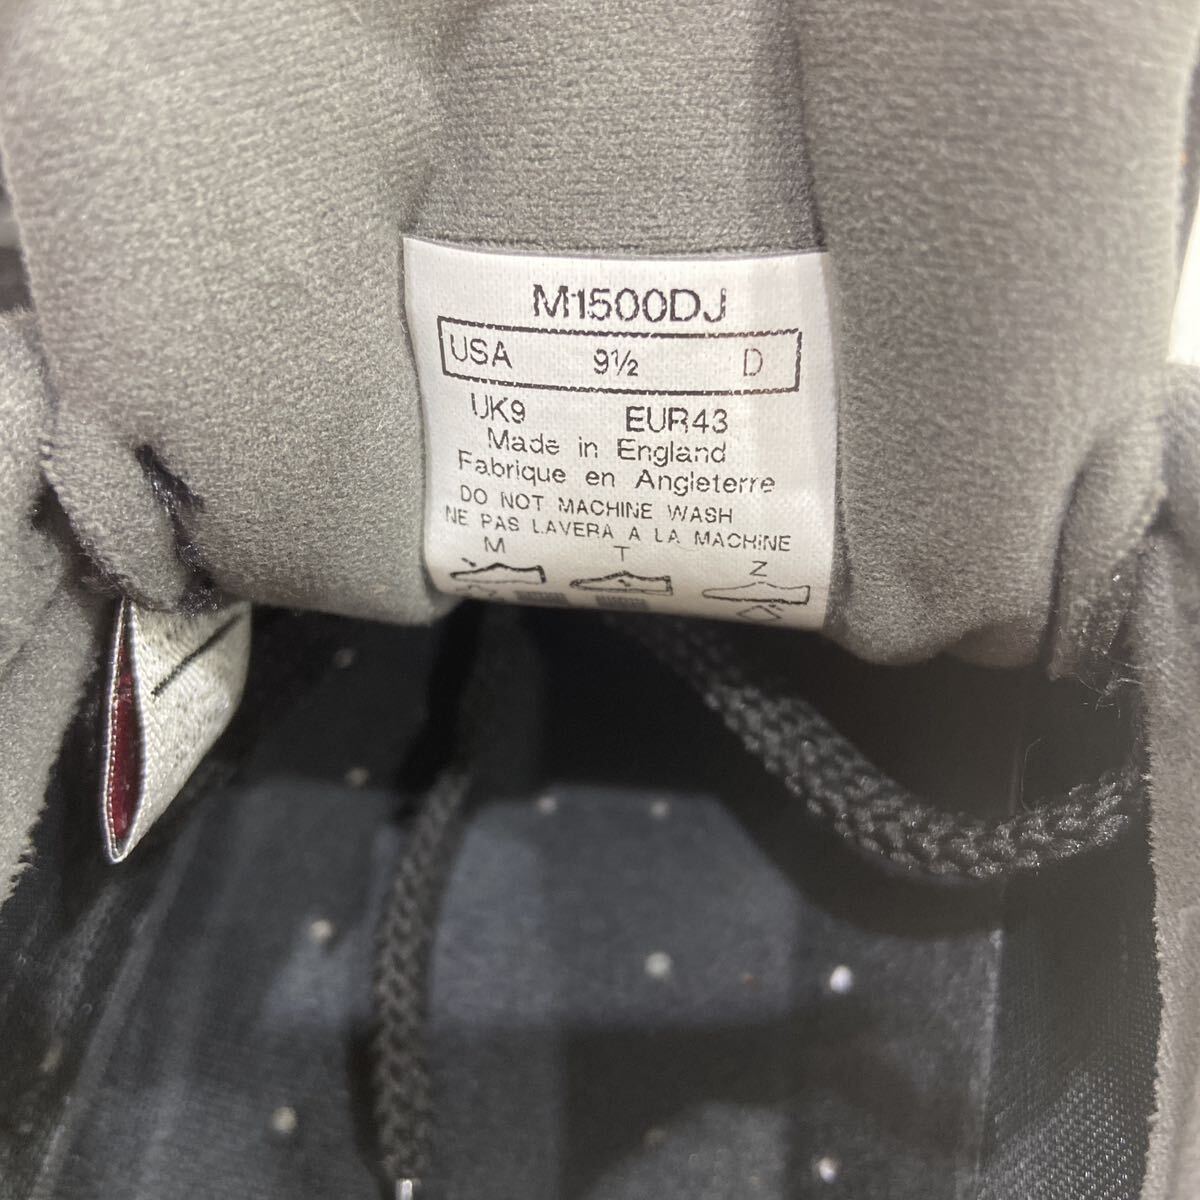 M1500DJ
USA 9½ D
UK9 EUR43
Made in England
Fabrique en Angleterre
DO NOT MACHINE WASH
NE PAS LAVERA A LA MACHINE
M T Z